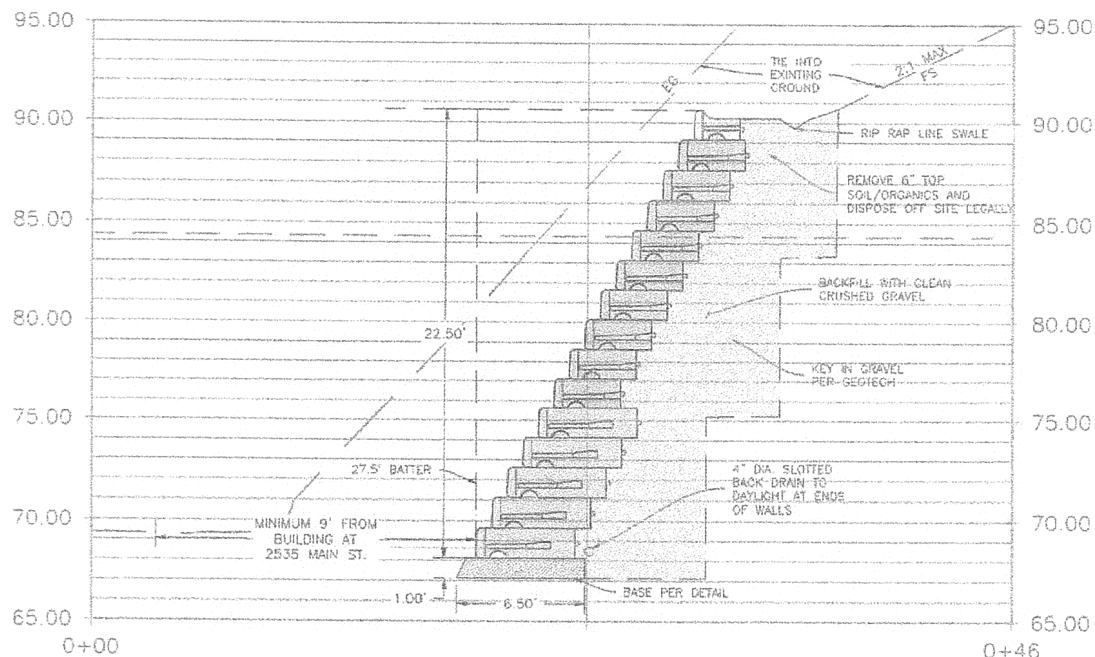 95.00
95.00
TIE INTO
EXINTING
GROUND
2:1 MAX
FS
EG
90.00
90.00
RIP RAP LINE SWALE
REMOVE 6" TOP
SOIL/ORGANICS AND
DISPOSE OFF SITE LEGALLY
85.00
85.00
BACKFILL WITH CLEAN
CRUSHED GRAVEL
80.00
80.00
22.50'
KEY IN GRAVEL
PER GEOTECH
75.00
75.00
27.5' BATTER
4" DIA. SLOTTED
BACK DRAIN TO
DAYLIGHT AT ENDS
OF WALLS
70.00
70.00
MINIMUM 9' FROM
BUILDING AT
2535 MAIN ST.
1.00'
6.50'
BASE PER DETAIL
65.00
65.00
0+00
0+46